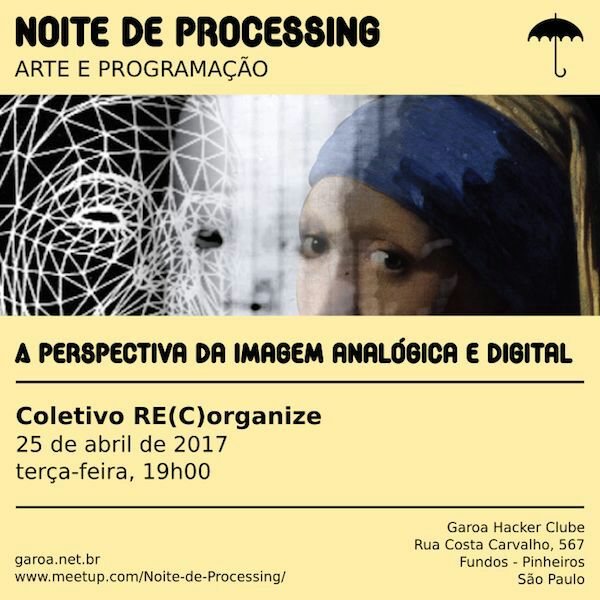 NOITE DE PROCESSING
ARTE E PROGRAMAÇÃO
A PERSPECTIVA DA IMAGEM ANALÓGICA E DIGITAL
Coletivo RE(C)organize
25 de abril de 2017
terça-feira, 19h00
garoa.net.br
www.meetup.com/Noite-de-Processing/
Garoa Hacker Clube
Rua Costa Carvalho, 567
Fundos - Pinheiros
São Paulo